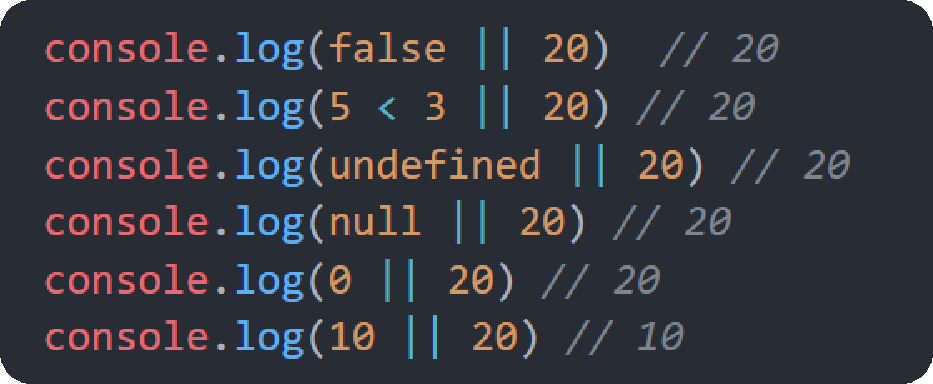 console.log(false || 20)  // 20
console.log(5 < 3 || 20) // 20
console.log(undefined || 20) // 20
console.log(null || 20) // 20
console.log(0 || 20) // 20
console.log(10 || 20) // 10